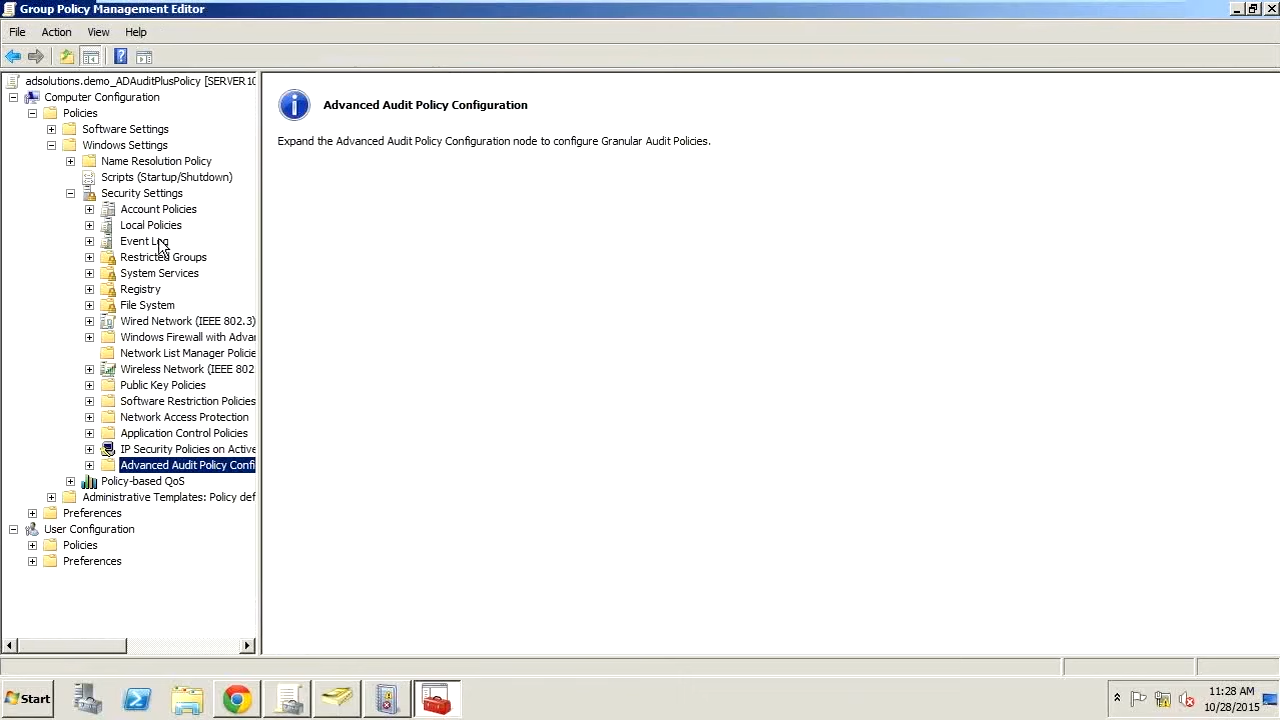 Group Policy Management Editor
File Action View Help
adsolutions.demo_ADAuditPlusPolicy [SERVER10
Computer Configuration
Policies
Software Settings
Windows Settings
Name Resolution Policy
Scripts (Startup/Shutdown)
Security Settings
Account Policies
Local Policies
Event Log
Restricted Groups
System Services
Registry
File System
Wired Network (IEEE 802.3)
Windows Firewall with Advan
Network List Manager Policie
Wireless Network (IEEE 802
Public Key Policies
Software Restriction Policies
Network Access Protection
Application Control Policies
IP Security Policies on Active
Advanced Audit Policy Confi
Policy-based QoS
Administrative Templates: Policy def
Preferences
User Configuration
Policies
Preferences
Advanced Audit Policy Configuration
Expand the Advanced Audit Policy Configuration node to configure Granular Audit Policies.
Start
11:28 AM
10/28/2015